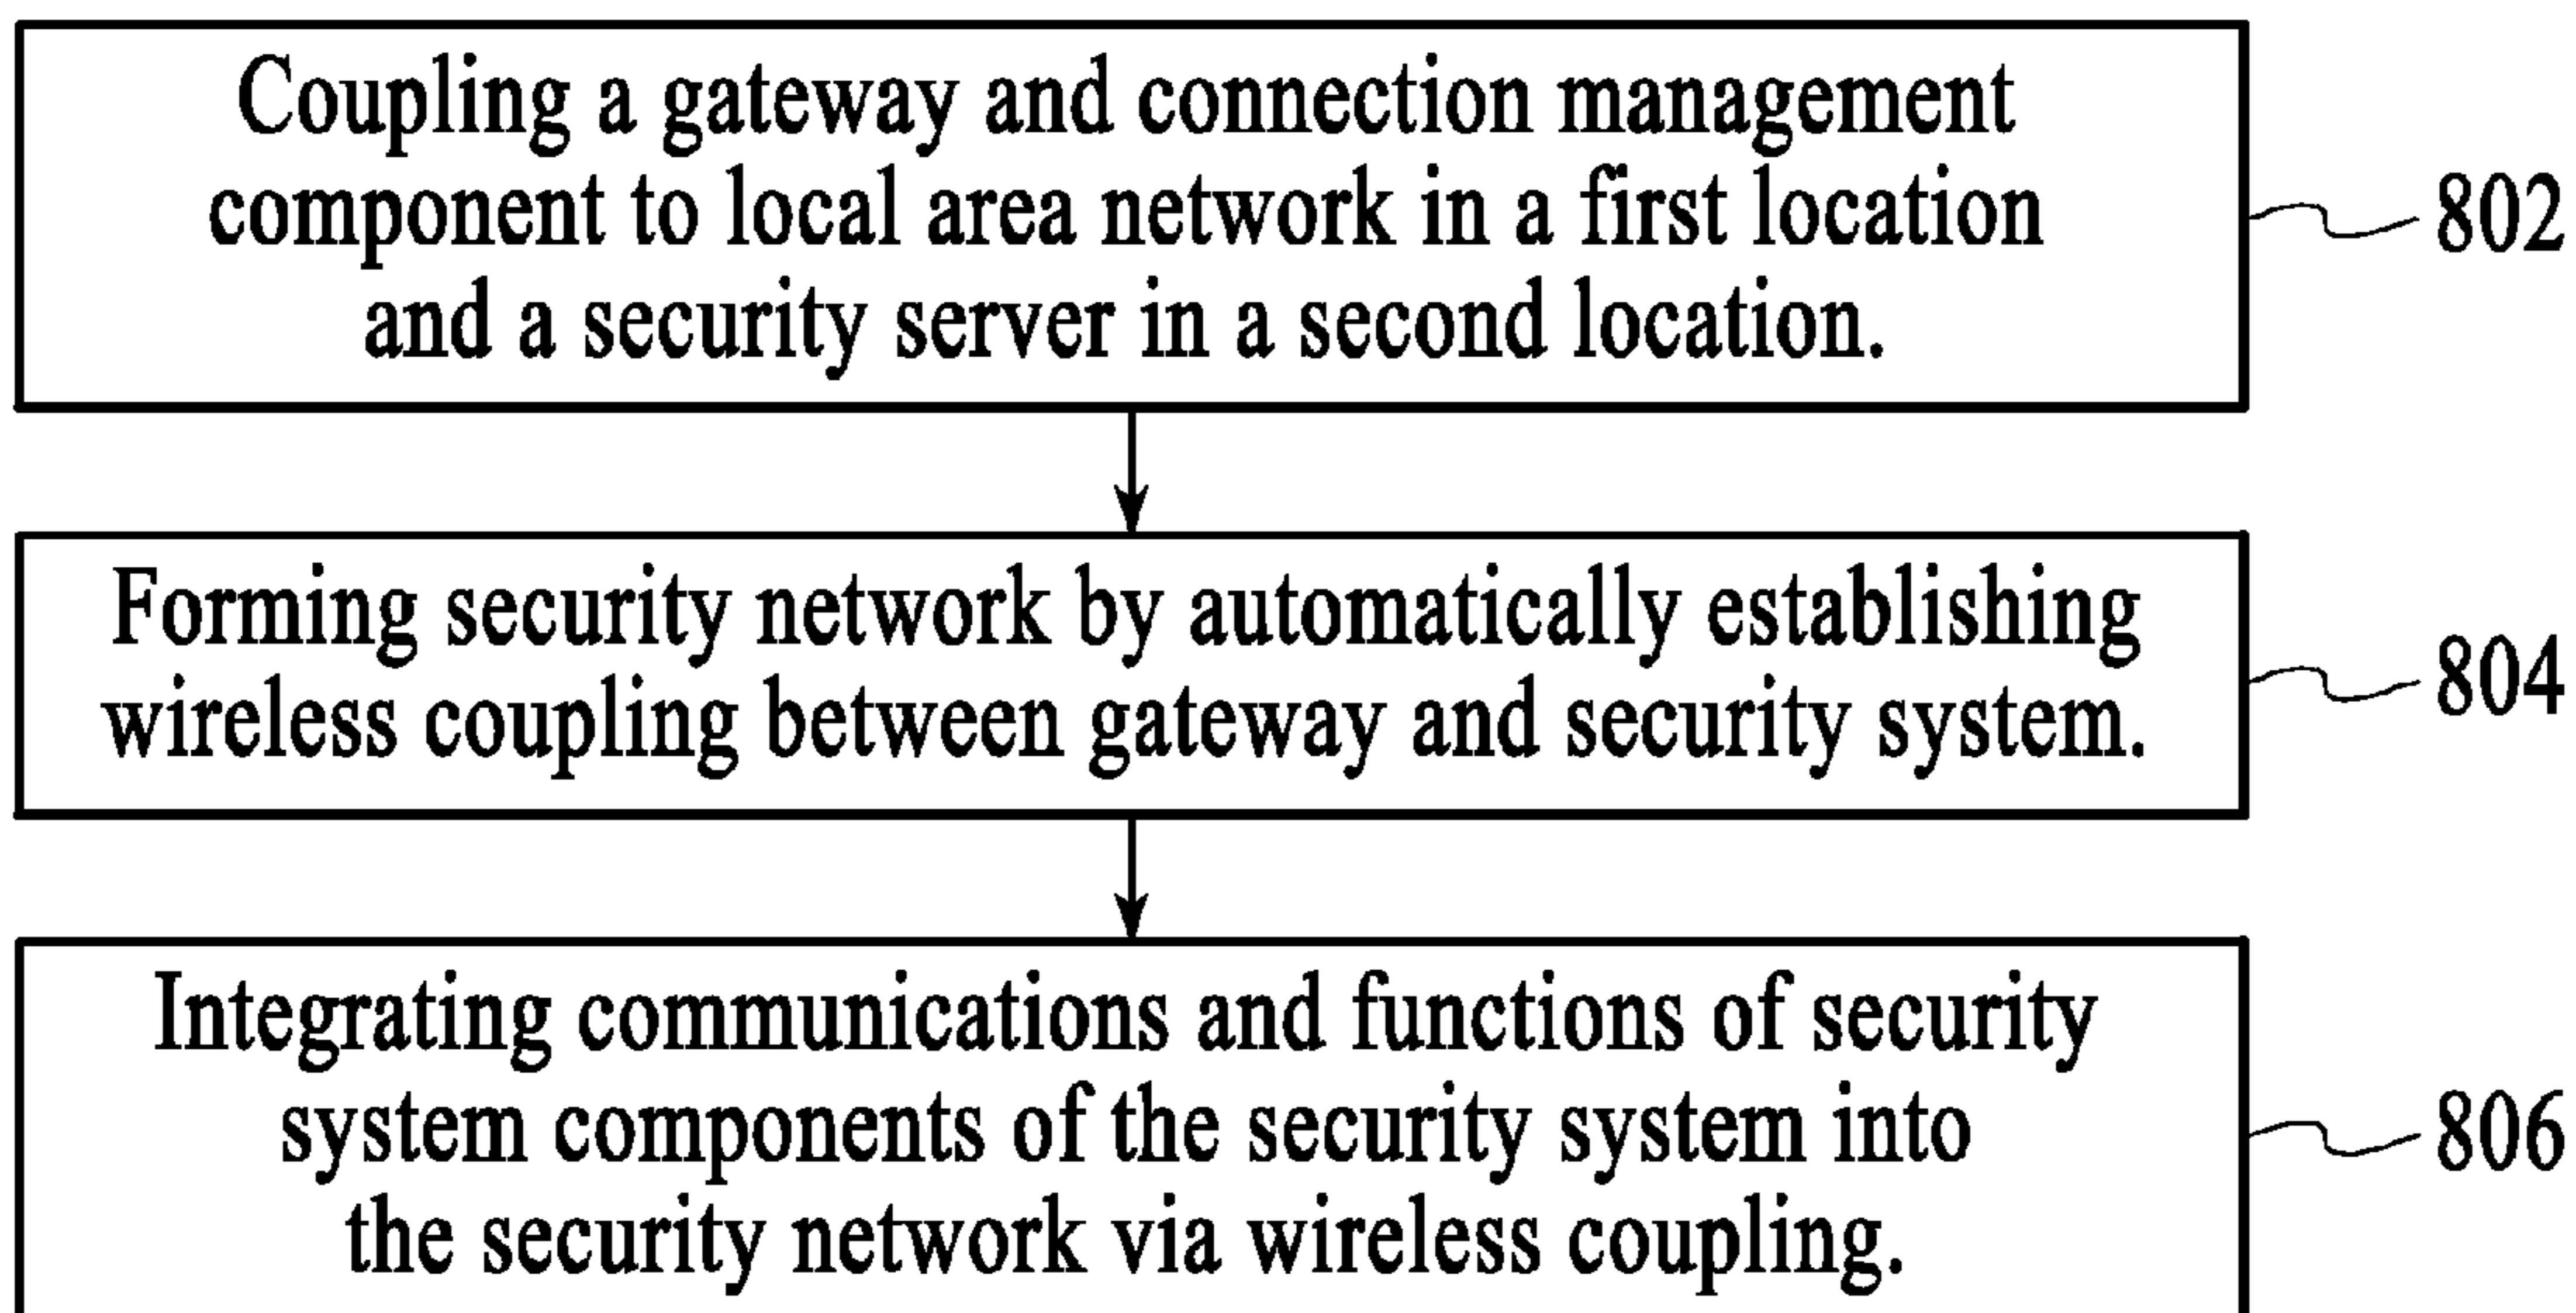 Coupling a gateway and connection management
component to local area network in a first location
and a security server in a second location.
802
Forming security network by automatically establishing
wireless coupling between gateway and security system.
804
Integrating communications and functions of security
system components of the security system into
the security network via wireless coupling.
806